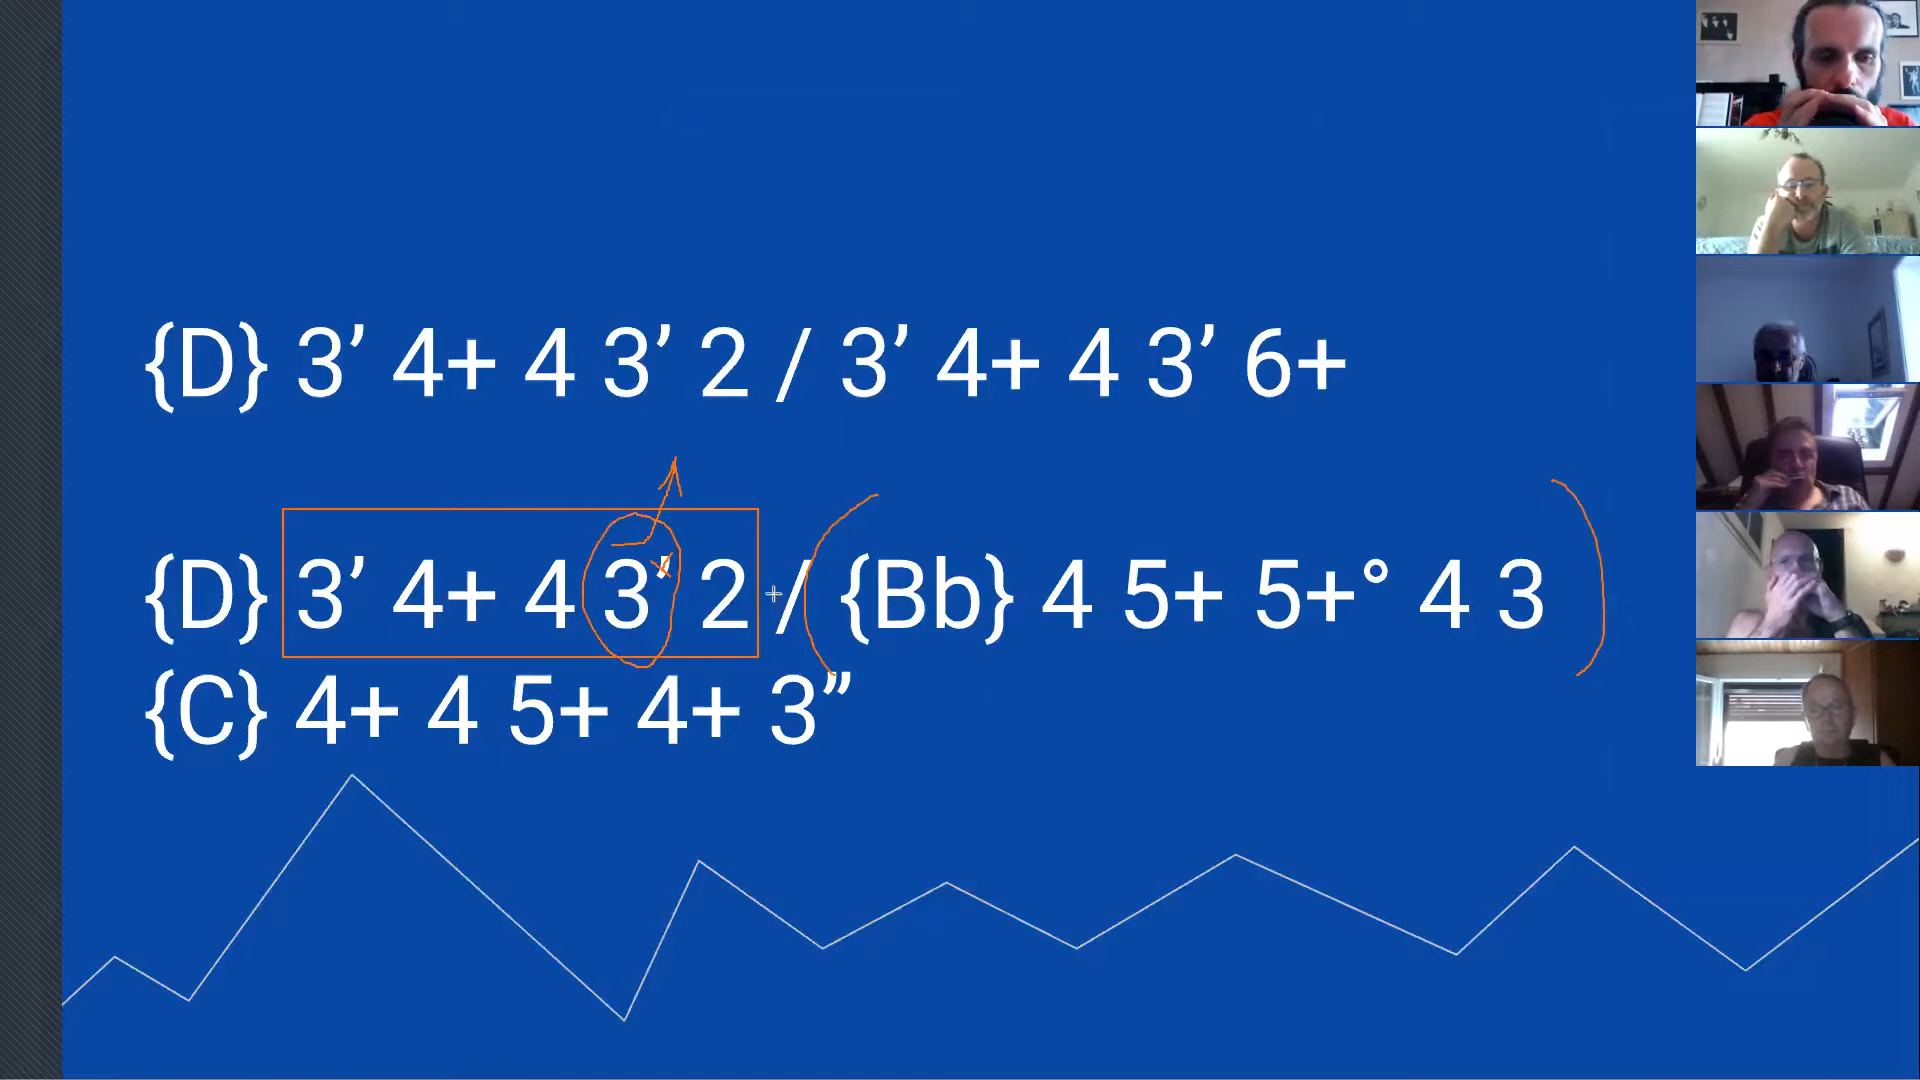 {D} 3’ 4+ 4 3’ 2 / 3’ 4+ 4 3’ 6+
{D} 3’ 4+ 4 3’ 2 / {Bb} 4 5+ 5+° 4 3
{C} 4+ 4 5+ 4+ 3”